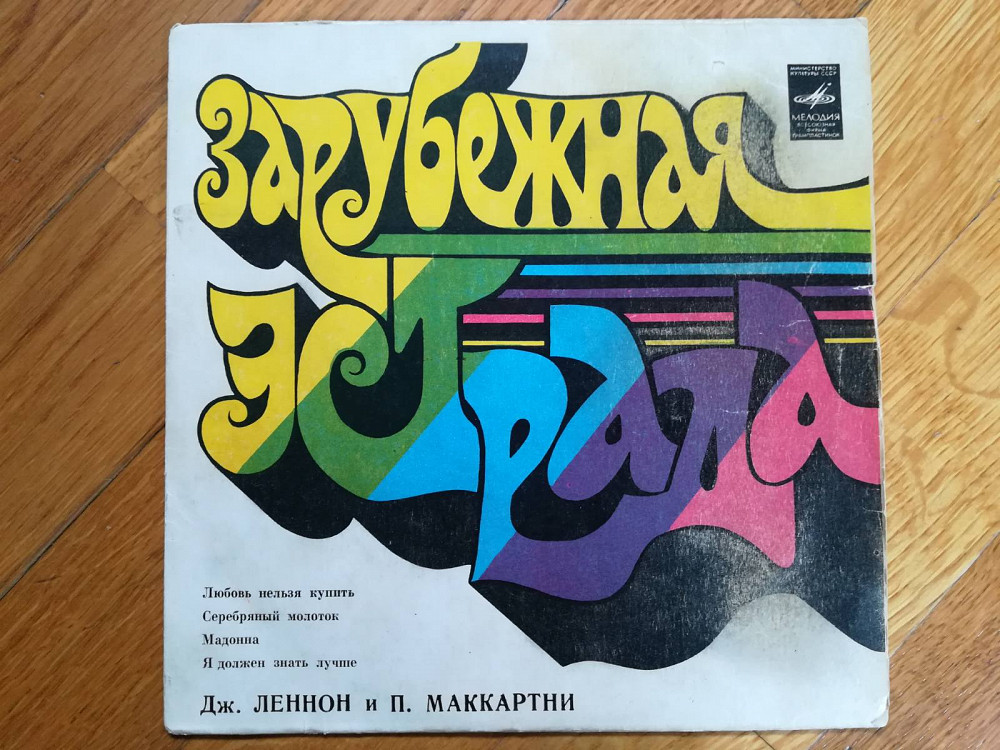 Зарубежная
МИНИСТЕРСТВО
КУЛЬТУРЫ СССР
МЕЛОДИЯ
ВСЕСОЮЗНАЯ
ФИРМА
ГРАМПЛАСТИНОК
эстрада
Любовь нельзя купить
Серебряный молоток
Мадонна
Я должен знать лучше
Дж. ЛЕННОН и П. МАККАРТНИ